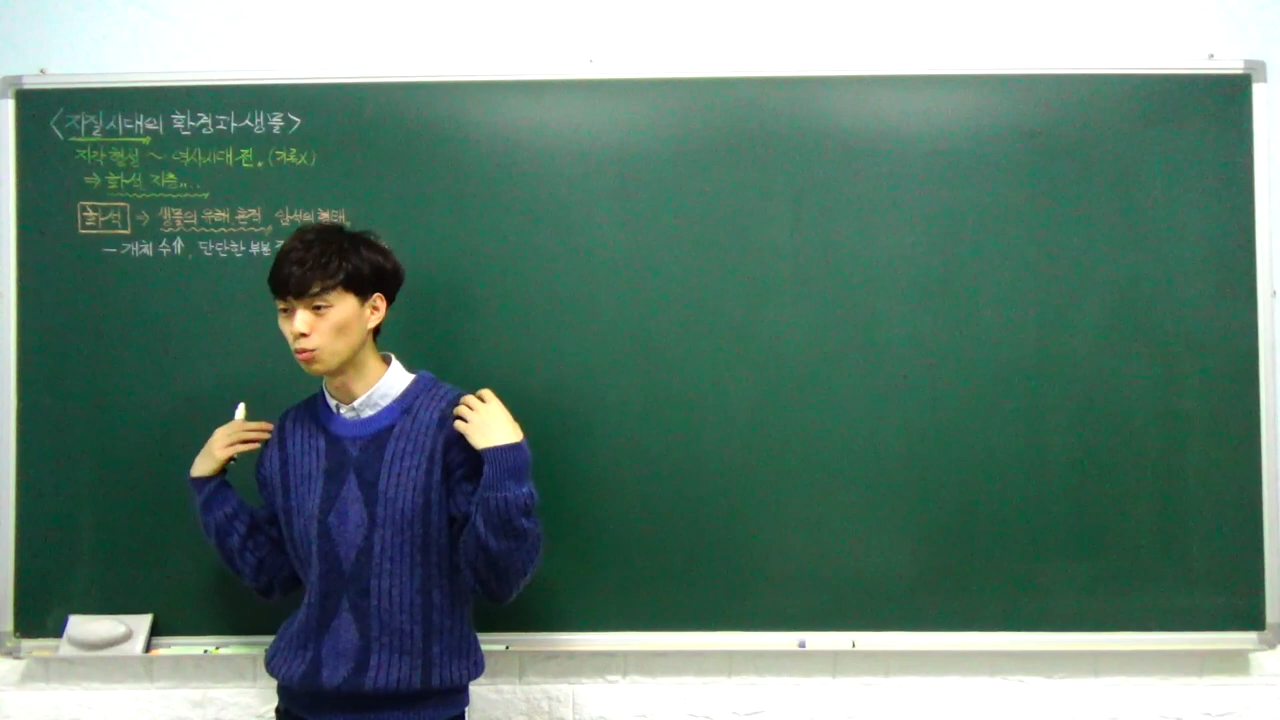 <지질시대의 환경과 생물>
지각 형성 ~ 역사시대 전. (기록X)
⇒ 화석, 지층...
화석 ⇒ 생물의 유해, 흔적 암석의 형태.
- 개체 수⇑, 단단한 부분